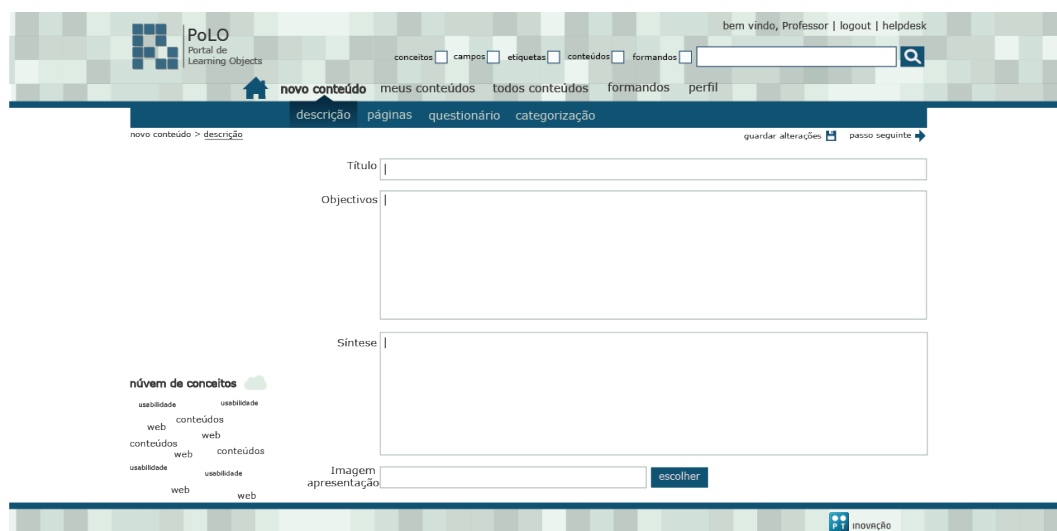 bem vindo, Professor | logout | helpdesk
PoLO
Portal de
Learning Objects
conceitos campos etiquetas conteúdos formandos
novo conteúdo meus conteúdos todos conteúdos formandos perfil
descrição páginas questionário categorização
novo conteúdo > descrição
guardar alterações passo seguinte
Título
Objectivos
Síntese
núvem de conceitos
usabilidade usabilidade
conteúdos
web
web
conteúdos
web
conteúdos
usabilidade
usabilidade
web
web
Imagem
apresentação
escolher
PT inovação